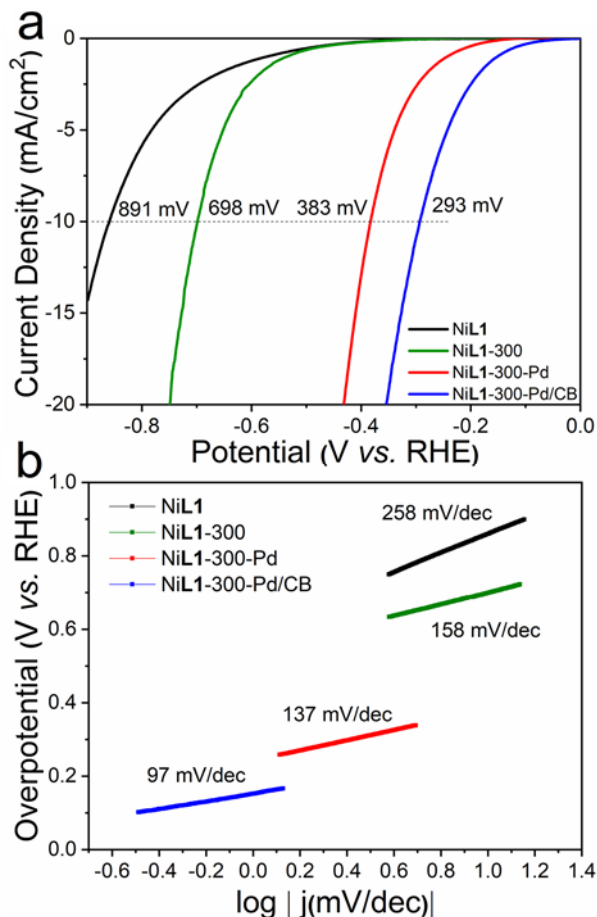 a
Current Density (mA/cm²)
0
-5
-10
-15
-20
891 mV 698 mV 383 mV 293 mV
NiL1
NiL1-300
NiL1-300-Pd
NiL1-300-Pd/CB
-0.8 -0.6 -0.4 -0.2 0.0
Potential (V vs. RHE)
b
Overpotential (V vs. RHE)
1.0
0.8
0.6
0.4
0.2
0.0
NiL1
NiL1-300
NiL1-300-Pd
NiL1-300-Pd/CB
258 mV/dec
158 mV/dec
137 mV/dec
97 mV/dec
-0.6 -0.4 -0.2 0.0 0.2 0.4 0.6 0.8 1.0 1.2 1.4
log | j(mV/dec)|